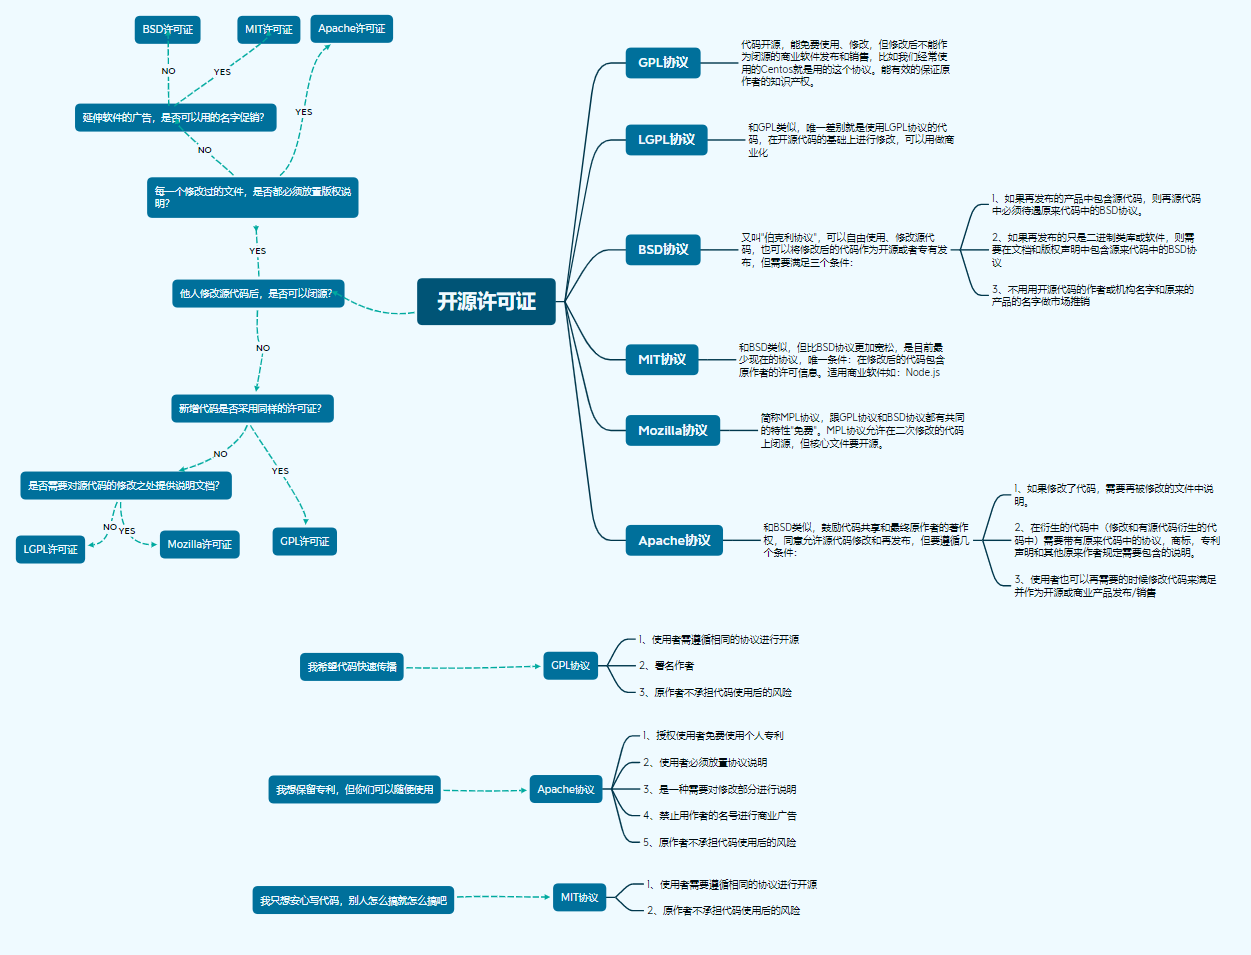 BSD许可证
MIT许可证
Apache许可证
NO
YES
YES
延伸软件的广告，是否可以用的名字促销？
NO
每一个修改过的文件，是否都必须放置版权说
明？
YES
他人修改源代码后，是否可以闭源？
NO
新增代码是否采用同样的许可证？
NO
YES
是否需要对源代码的修改之处提供说明文档？
NO
YES
LGPL许可证
Mozilla许可证
GPL许可证
开源许可证
GPL协议
代码开源，能免费使用、修改，但修改后不能作
为闭源的商业软件发布和销售，比如我们经常使
用的Centos就是用的这个协议。能有效的保证原
作者的知识产权。
LGPL协议
和GPL类似，唯一差别就是使用LGPL协议的代
码，在开源代码的基础上进行修改，可以用做商
业化
BSD协议
又叫"伯克利协议"，可以自由使用、修改源代
码，也可以将修改后的代码作为开源或者专有发
布，但需要满足三个条件：
1、如果再发布的产品中包含源代码，则再源代码
中必须待遇原来代码中的BSD协议。
2、如果再发布的只是二进制类库或软件，则需
要在文档和版权声明中包含源来代码中的BSD协
议
3、不用用开源代码的作者或机构名字和原来的
产品的名字做市场推销
MIT协议
和BSD类似，但比BSD协议更加宽松，是目前最
少现在的协议，唯一条件：在修改后的代码包含
原作者的许可信息。适用商业软件如：Node.js
Mozilla协议
简称MPL协议，跟GPL协议和BSD协议都有共同
的特性"免费"。MPL协议允许在二次修改的代码
上闭源，但核心文件要开源。
Apache协议
和BSD类似，鼓励代码共享和最终原作者的著作
权，同意允许源代码修改和再发布，但要遵循几
个条件：
1、如果修改了代码，需要再被修改的文件中说
明。
2、在衍生的代码中（修改和有源代码衍生的代
码中）需要带有原来代码中的协议，商标，专利
声明和其他原来作者规定需要包含的说明。
3、使用者也可以再需要的时候修改代码来满足
并作为开源或商业产品发布/销售
我希望代码快速传播
GPL协议
1、使用者需遵循相同的协议进行开源
2、署名作者
3、原作者不承担代码使用后的风险
我想保留专利，但你们可以随便使用
Apache协议
1、授权使用者免费使用个人专利
2、使用者必须放置协议说明
3、是一种需要对修改部分进行说明
4、禁止用作者的名号进行商业广告
5、原作者不承担代码使用后的风险
我只想安心写代码，别人怎么搞就怎么搞吧
MIT协议
1、使用者需要遵循相同的协议进行开源
2、原作者不承担代码使用后的风险